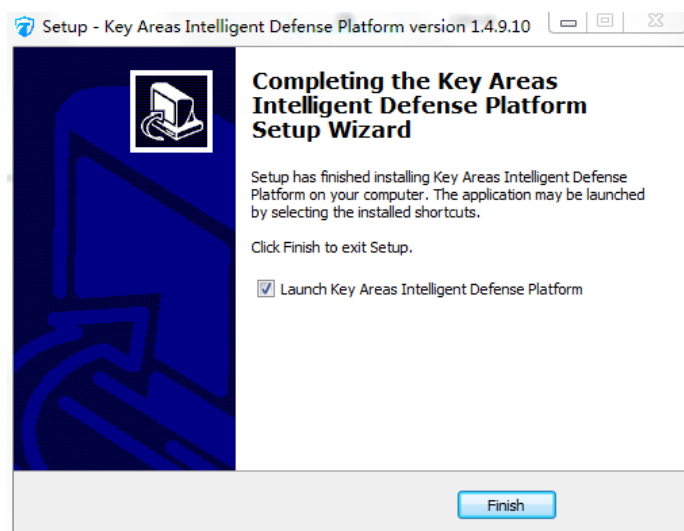 Setup - Key Areas Intelligent Defense Platform version 1.4.9.10
Completing the Key Areas
Intelligent Defense Platform
Setup Wizard
Setup has finished installing Key Areas Intelligent Defense
Platform on your computer. The application may be launched
by selecting the installed shortcuts.
Click Finish to exit Setup.
Launch Key Areas Intelligent Defense Platform
Finish